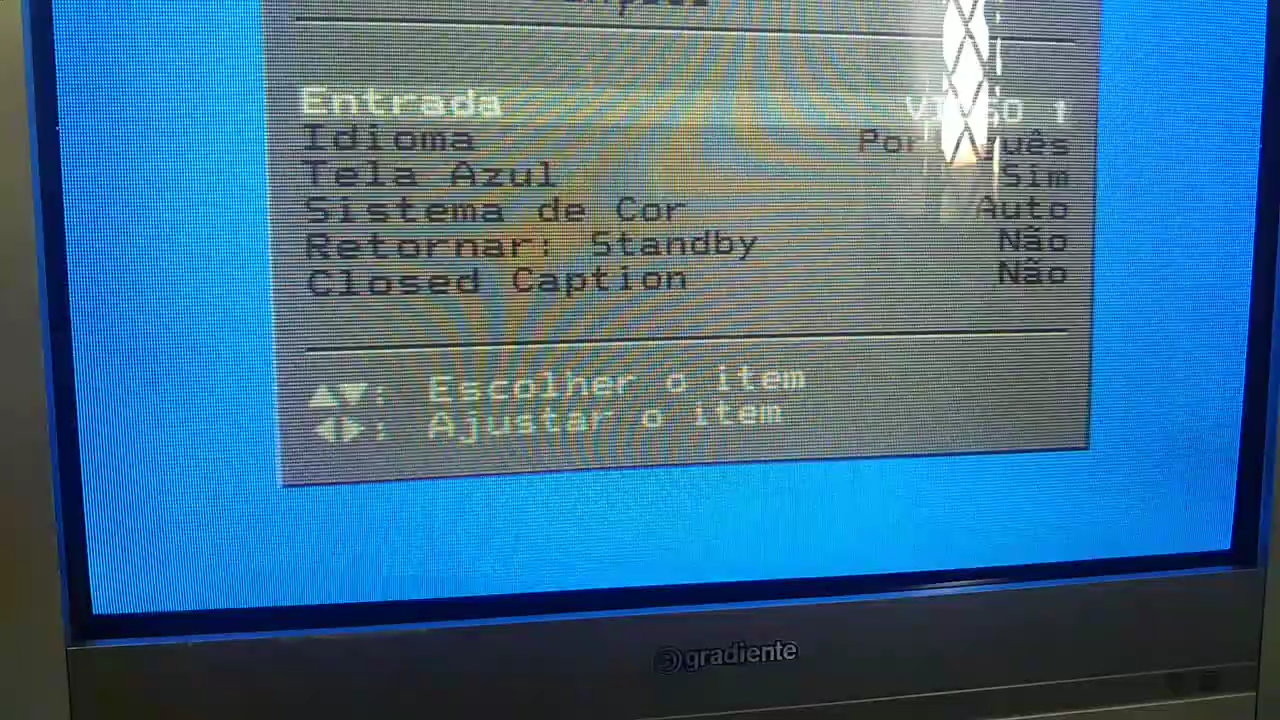 Entrada
Idioma Português
Tela Azul Sim
Sistema de Cor Auto
Retornar: Standby Não
Closed Caption Não
▲▼: Escolher o item
◀▶: Ajustar o item
gradiente